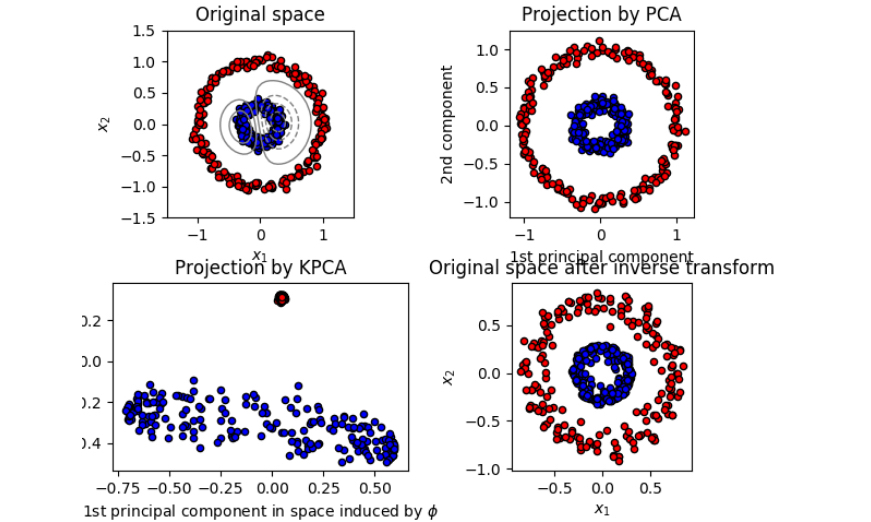 Original space
1.5
1.0
0.5
0.0
−0.5
−1.0
−1.5
x2
−1 0 1
x1
Projection by PCA
1.0
0.5
0.0
−0.5
−1.0
2nd component
−1 0 1
1st principal component
Projection by KPCA
0.2
0.0
0.2
0.4
−0.75 −0.50 −0.25 0.00 0.25 0.50
1st principal component in space induced by ϕ
Original space after inverse transform
0.5
0.0
−0.5
−1.0
x2
−0.5 0.0 0.5
x1